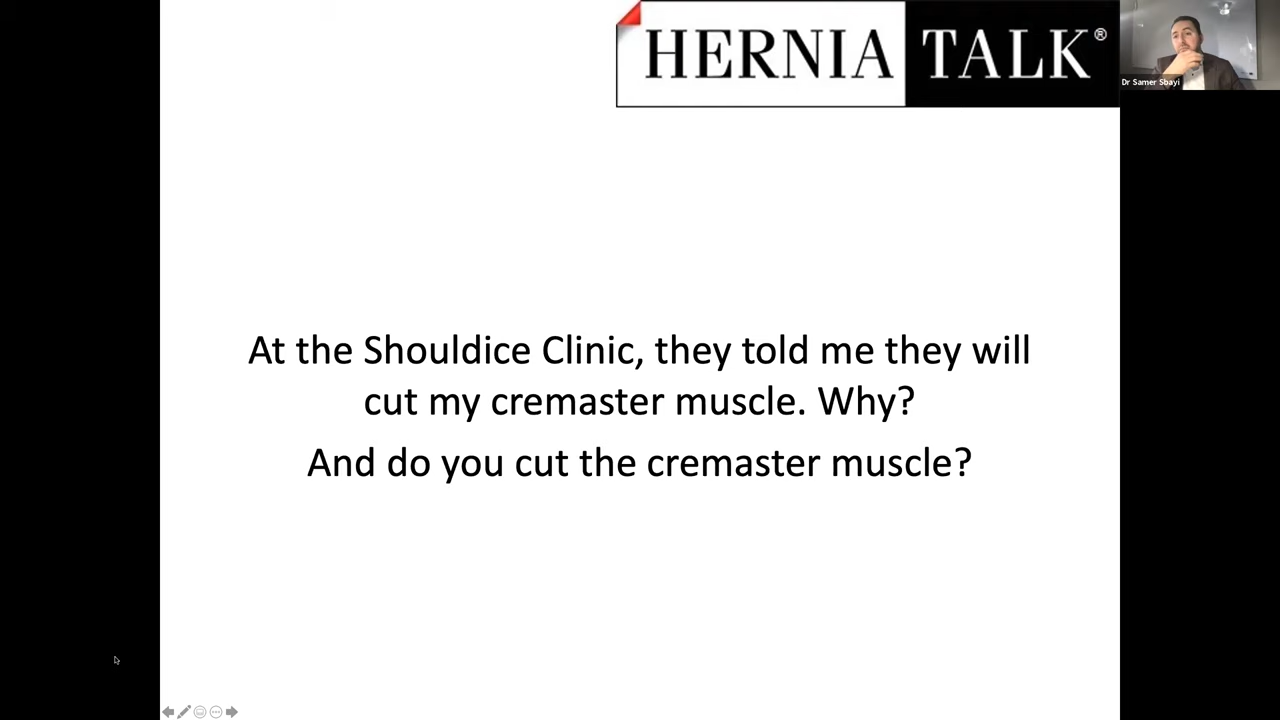 HERNIA TALK®
Dr Samer Sbayi
At the Shouldice Clinic, they told me they will
cut my cremaster muscle. Why?
And do you cut the cremaster muscle?